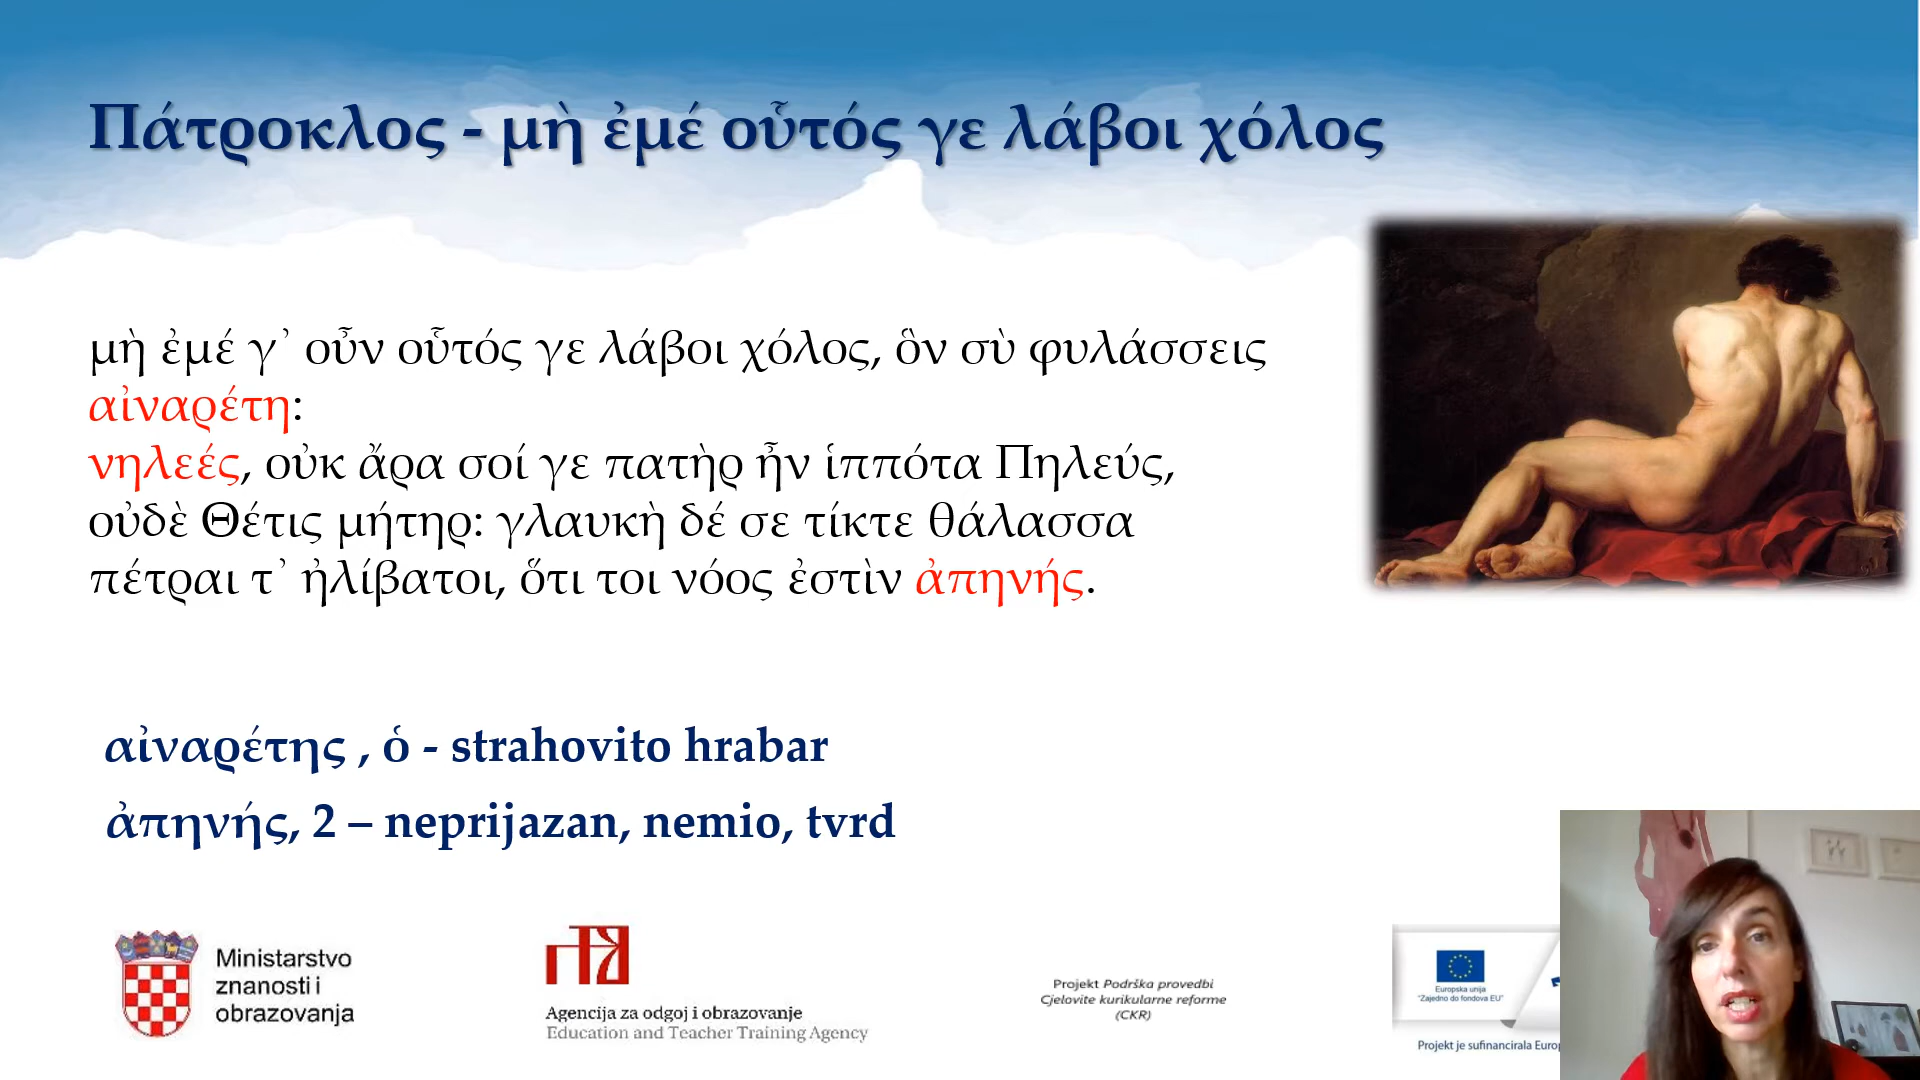 Πάτροκλος - μὴ ἐμέ οὖτός γε λάβοι χόλος
μὴ ἐμέ γ᾽ οὖν οὗτός γε λάβοι χόλος, ὃν σὺ φυλάσσεις
αἰναρέτη:
νηλεές, οὐκ ἄρα σοί γε πατὴρ ἦν ἱππότα Πηλεύς,
οὐδὲ Θέτις μήτηρ: γλαυκὴ δέ σε τίκτε θάλασσα
πέτραι τ᾽ ἠλίβατοι, ὅτι τοι νόος ἐστὶν ἀπηνής.
αἰναρέτης , ὁ - strahovito hrabar
ἀπηνής, 2 – neprijazan, nemio, tvrd
Ministarstvo
znanosti i
obrazovanja
Agencija za odgoj i obrazovanje
Education and Teacher Training Agency
Projekt Podrška provedbi
Cjelovite kurikularne reforme
(CKR)
Europska unija
"Zajedno do fondova EU"
Projekt je sufinancirala